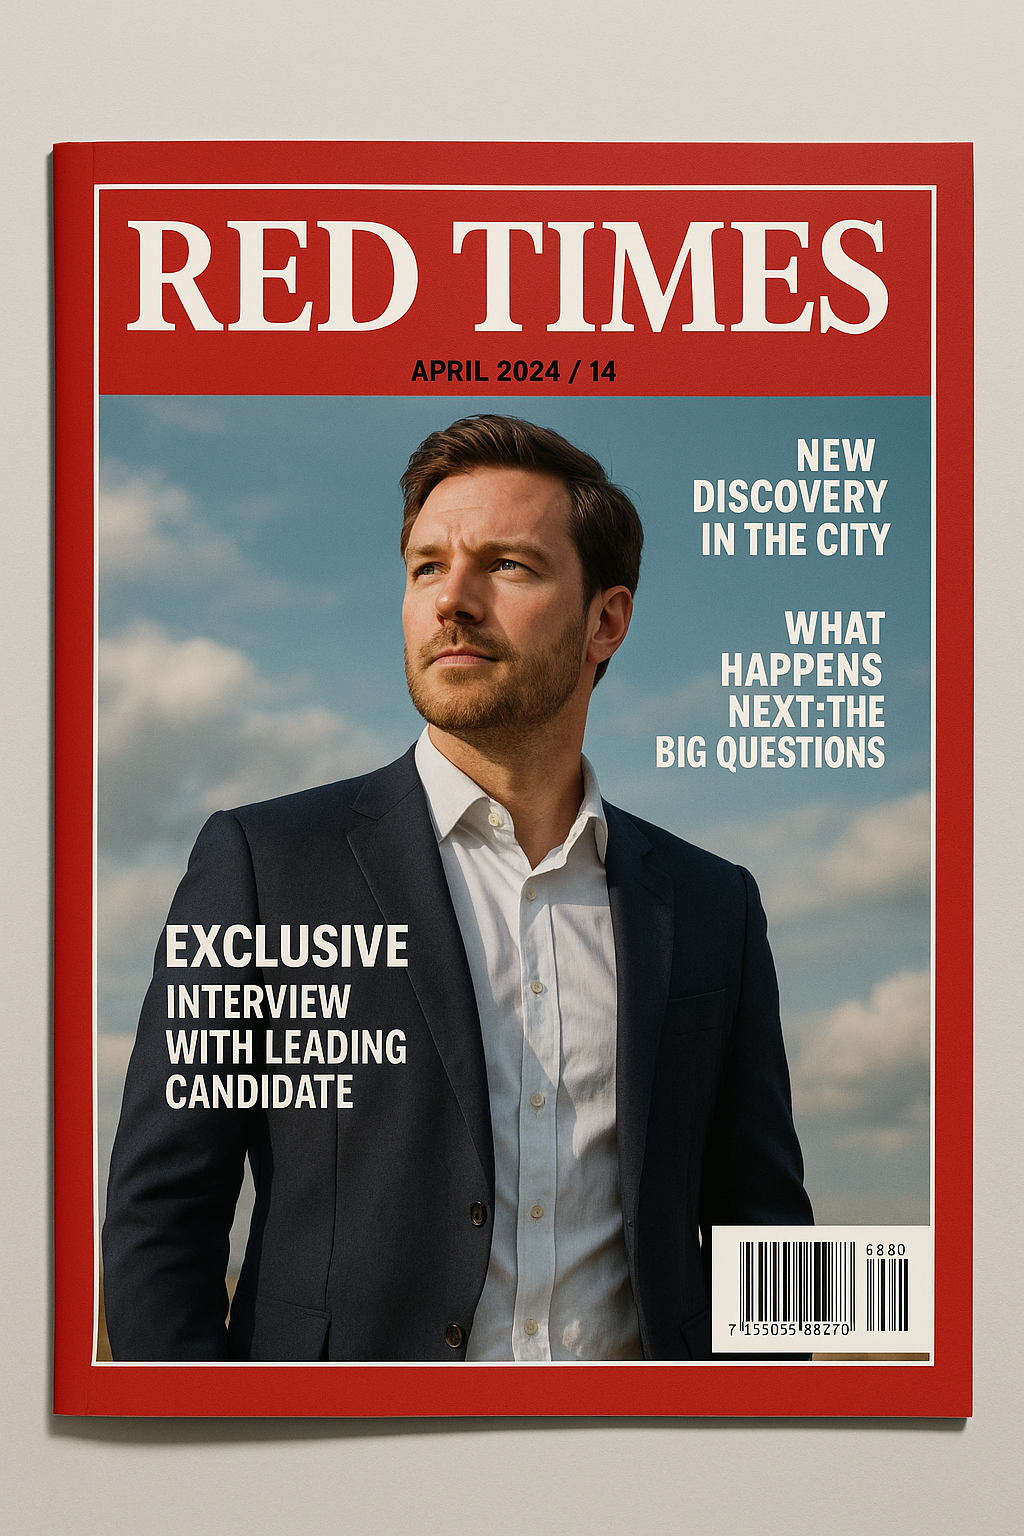 RED TIMES
APRIL 2024 / 14
NEW
DISCOVERY
IN THE CITY
WHAT
HAPPENS
NEXT:THE
BIG QUESTIONS
EXCLUSIVE
INTERVIEW
WITH LEADING
CANDIDATE
6880
7 155055 88270